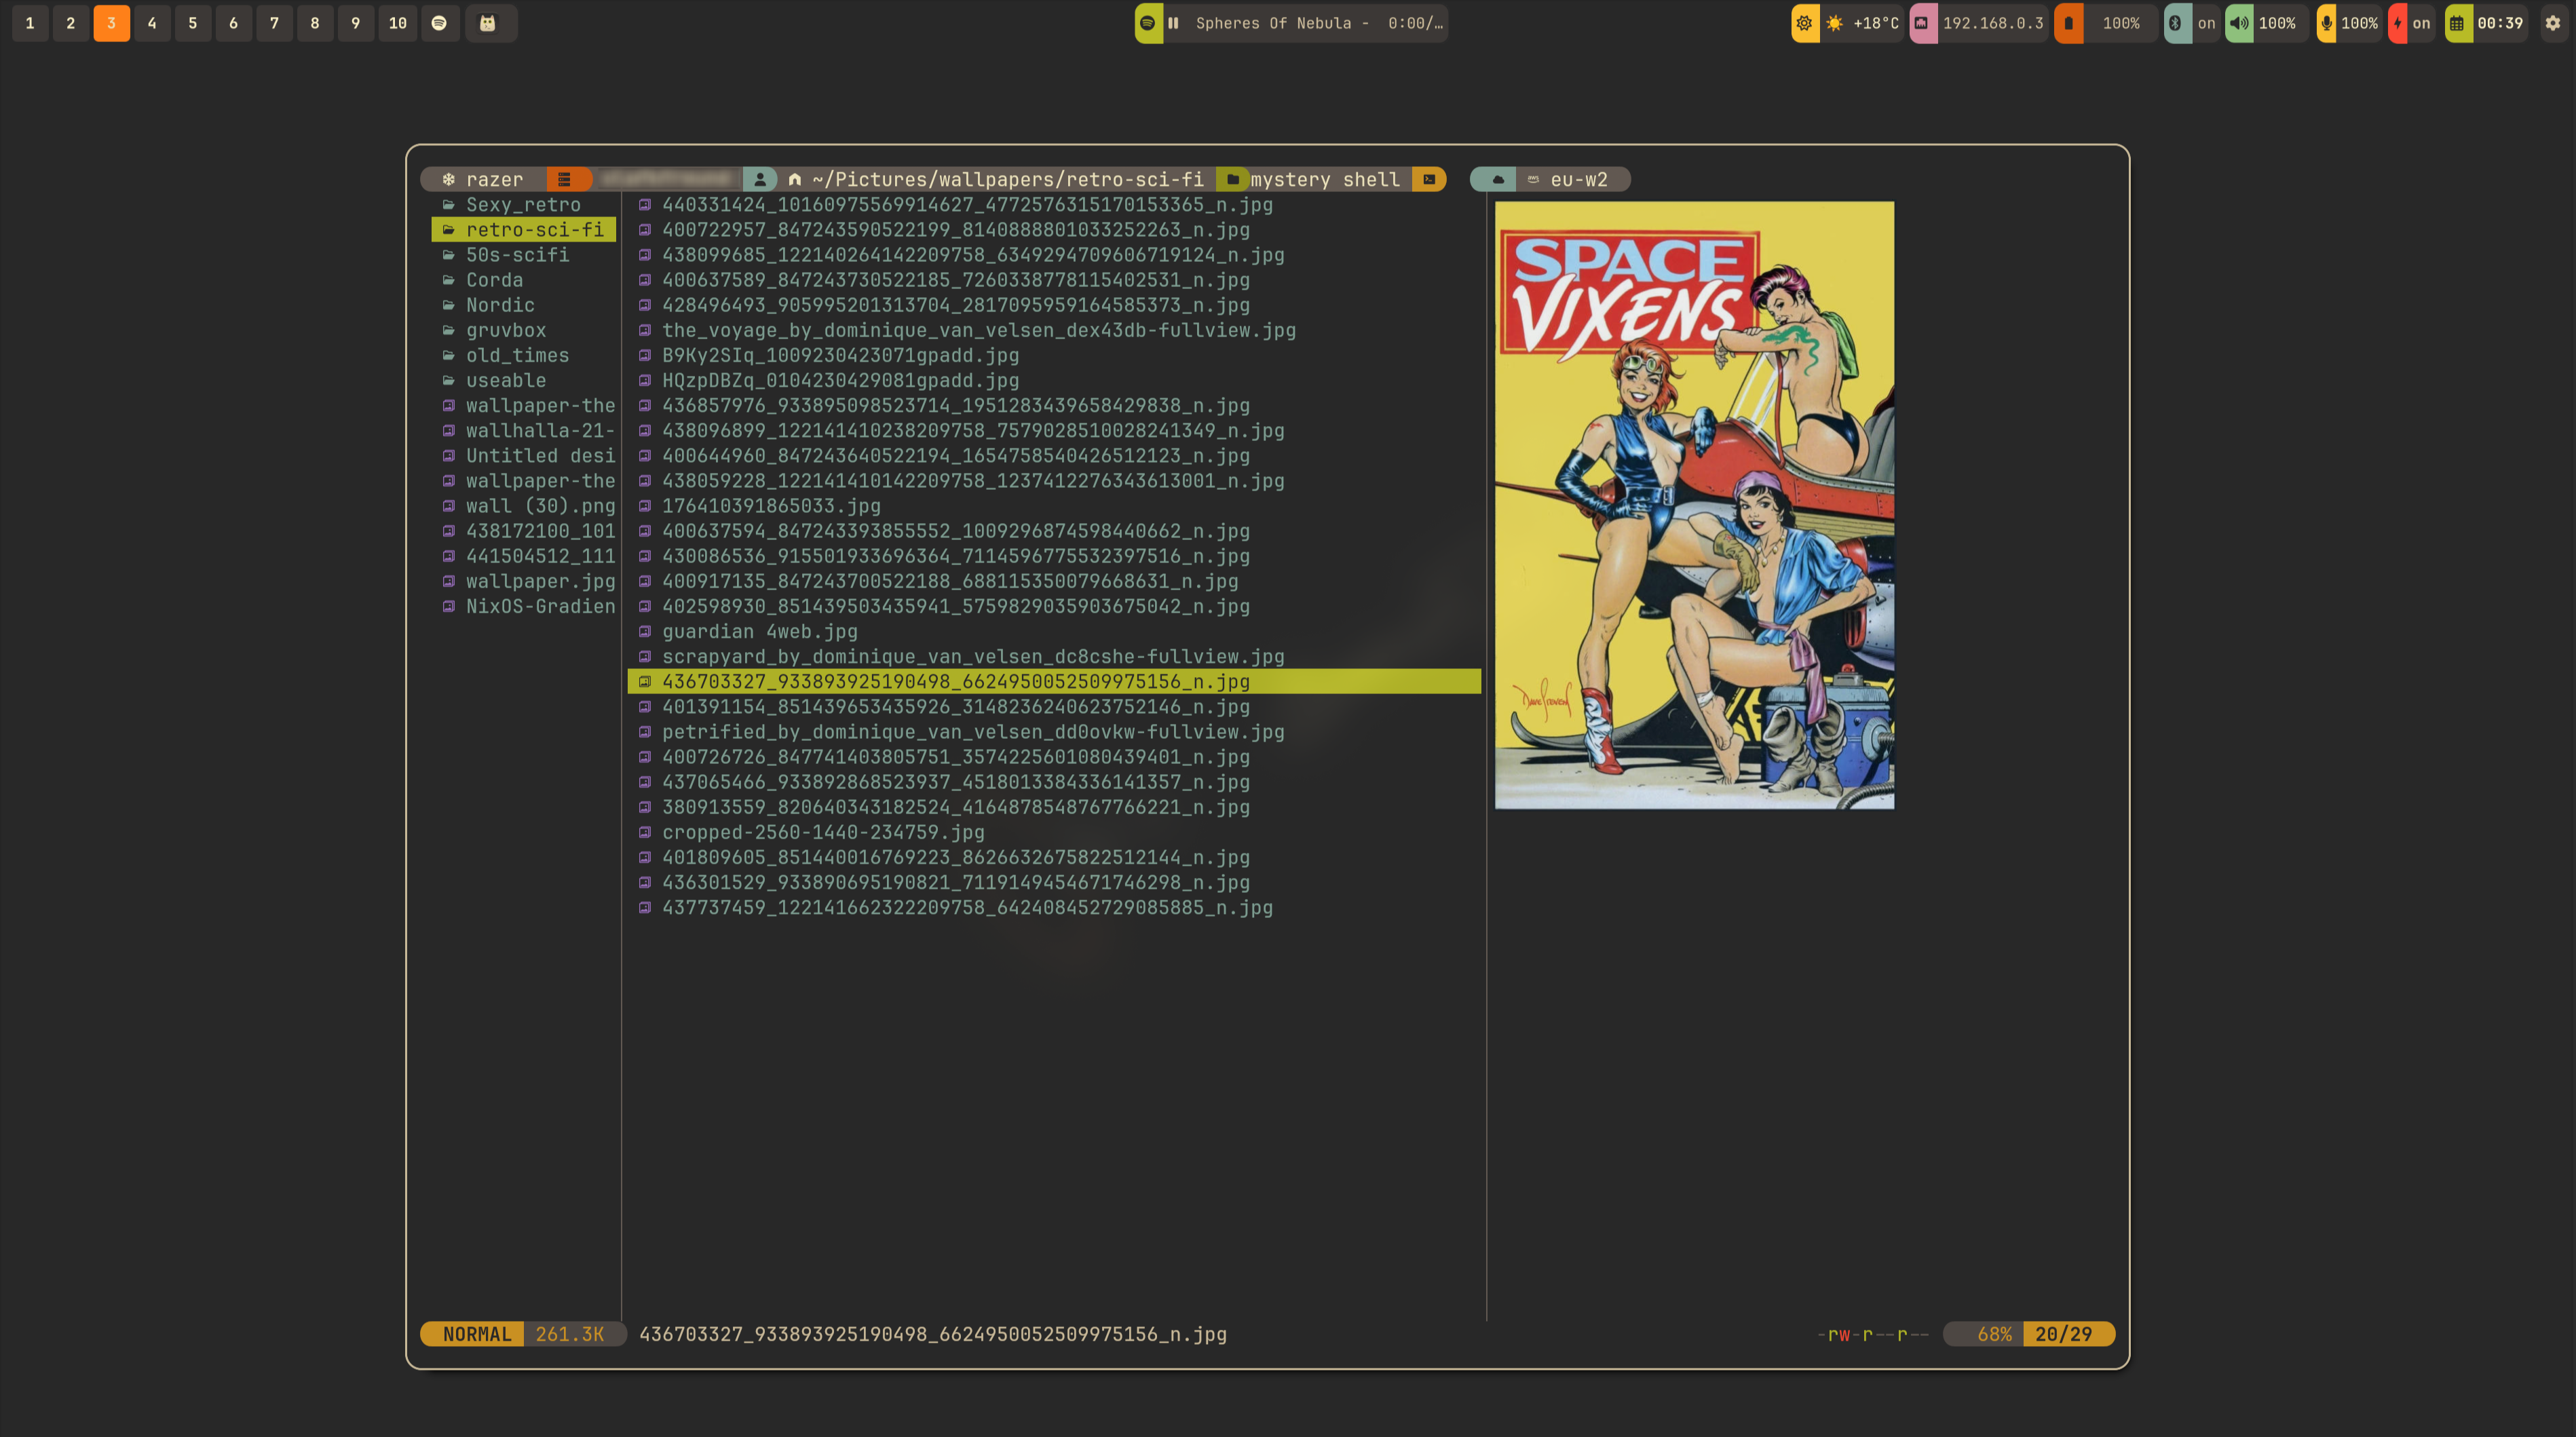 1 2 3 4 5 6 7 8 9 10
Spheres Of Nebula - 0:00/…
+18°C 192.168.0.3 100% on 100% 100% on 00:39
razer ~/Pictures/wallpapers/retro-sci-fi mystery shell aws eu-w2
Sexy_retro
retro-sci-fi
50s-scifi
Corda
Nordic
gruvbox
old_times
useable
wallpaper-the
wallhalla-21-
Untitled desi
wallpaper-the
wall (30).png
438172100_101
441504512_111
wallpaper.jpg
NixOS-Gradien
440331424_10160975569914627_4772576315170153365_n.jpg
400722957_847243590522199_8140888801033252263_n.jpg
438099685_122140264142209758_6349294709606719124_n.jpg
400637589_847243730522185_7260338778115402531_n.jpg
428496493_905995201313704_2817095959164585373_n.jpg
the_voyage_by_dominique_van_velsen_dex43db-fullview.jpg
B9Ky2SIq_1009230423071gpadd.jpg
HQzpDBZq_0104230429081gpadd.jpg
436857976_933895098523714_1951283439658429838_n.jpg
438096899_122141410238209758_7579028510028241349_n.jpg
400644960_847243640522194_1654758540426512123_n.jpg
438059228_122141410142209758_1237412276343613001_n.jpg
176410391865033.jpg
400637594_847243393855552_1009296874598440662_n.jpg
430086536_915501933696364_7114596775532397516_n.jpg
400917135_847243700522188_688115350079668631_n.jpg
402598930_851439503435941_5759829035903675042_n.jpg
guardian 4web.jpg
scrapyard_by_dominique_van_velsen_dc8cshe-fullview.jpg
436703327_933893925190498_6624950052509975156_n.jpg
401391154_851439653435926_3148236240623752146_n.jpg
petrified_by_dominique_van_velsen_dd0ovkw-fullview.jpg
400726726_847741403805751_3574225601080439401_n.jpg
437065466_933892868523937_4518013384336141357_n.jpg
380913559_820640343182524_4164878548767766221_n.jpg
cropped-2560-1440-234759.jpg
401809605_851440016769223_8626632675822512144_n.jpg
436301529_933890695190821_7119149454671746298_n.jpg
437737459_122141662322209758_642408452729085885_n.jpg
SPACE
VIXENS
NORMAL 261.3K 436703327_933893925190498_6624950052509975156_n.jpg -rw-r--r-- 68% 20/29